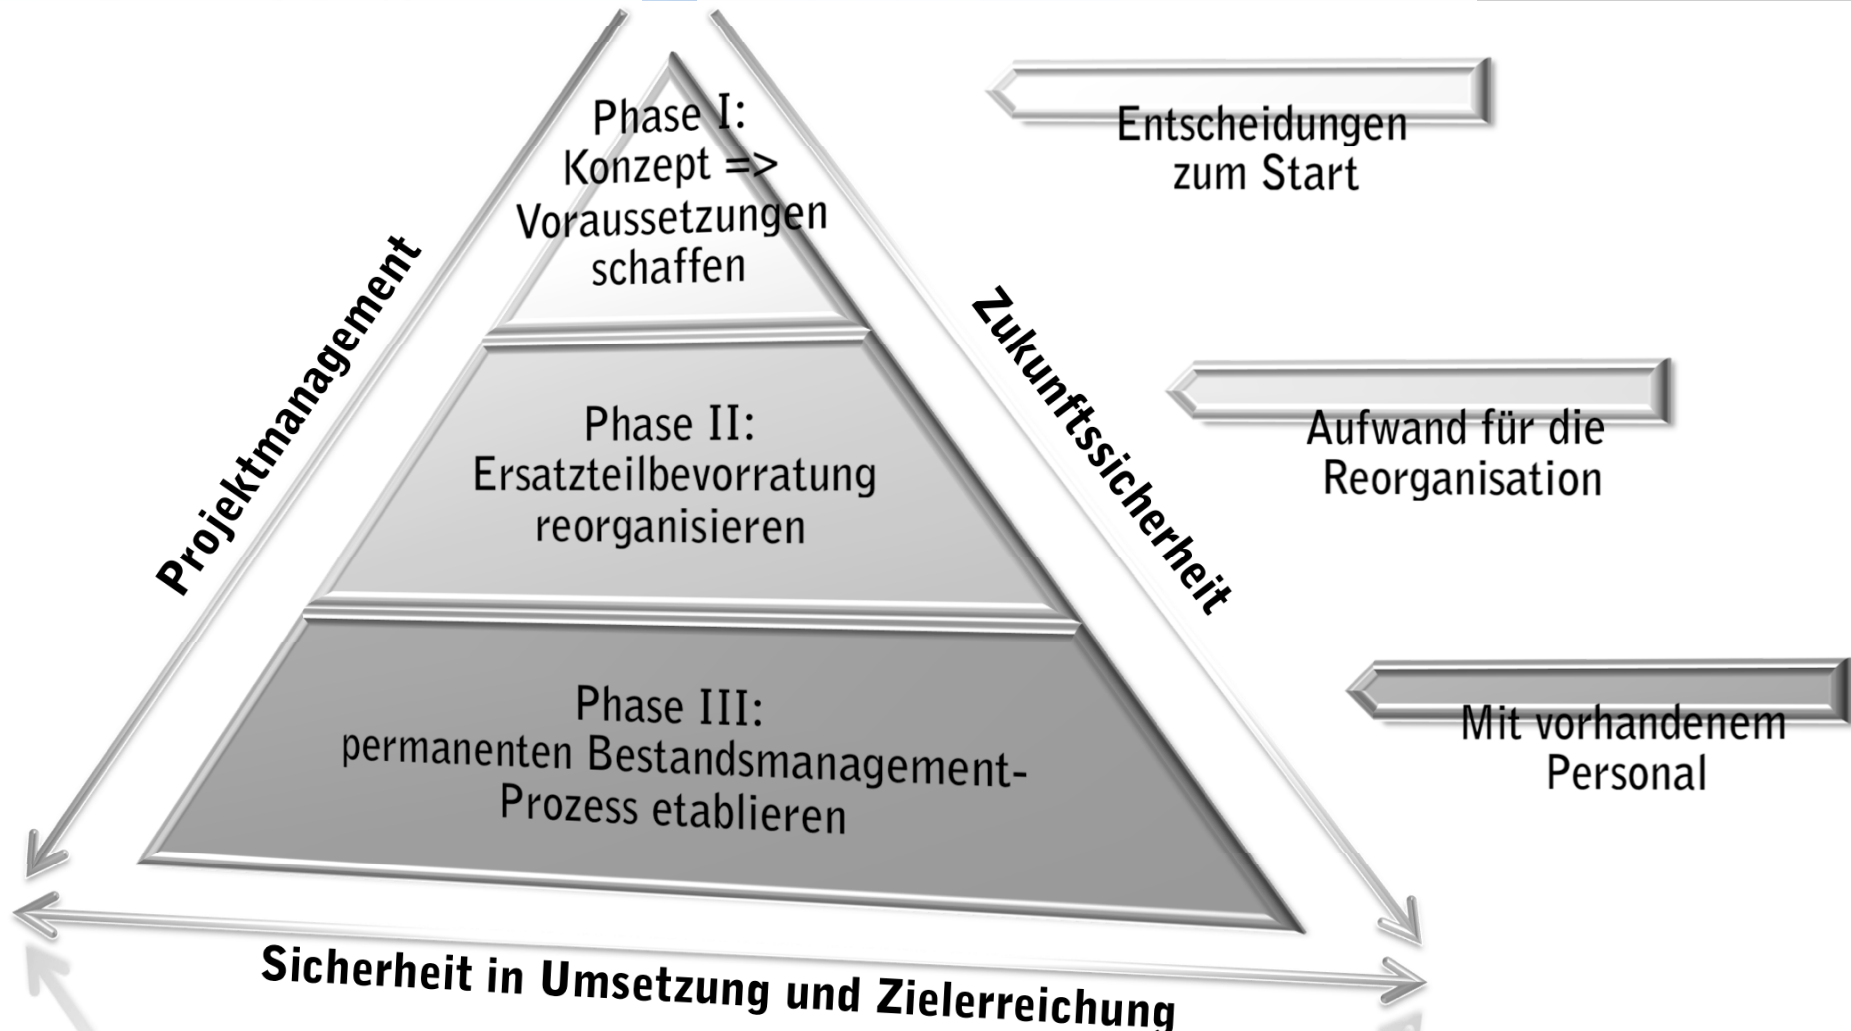 Phase I:
Konzept =>
Voraussetzungen
schaffen
Phase II:
Ersatzteilbevorratung
reorganisieren
Phase III:
permanenten Bestandsmanagement-
Prozess etablieren
Projektmanagement
Zukunftssicherheit
Sicherheit in Umsetzung und Zielerreichung
Entscheidungen
zum Start
Aufwand für die
Reorganisation
Mit vorhandenem
Personal